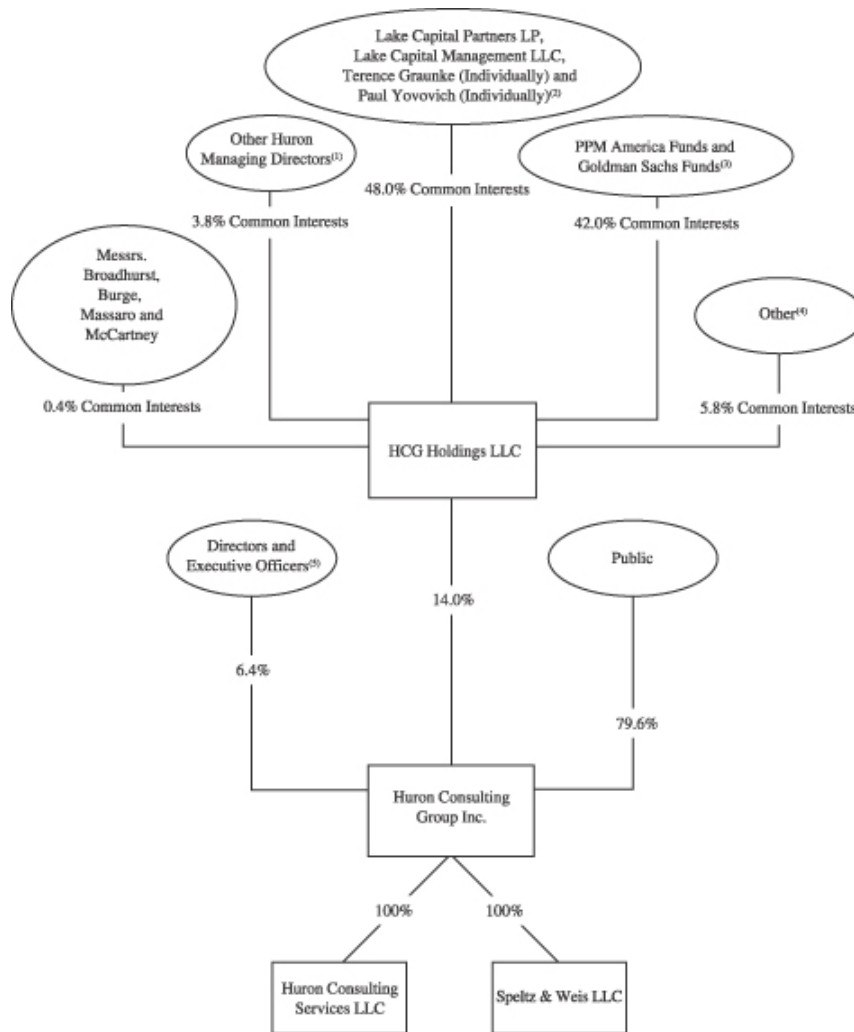 Lake Capital Partners LP,
Lake Capital Management LLC,
Terence Graunke (Individually) and
Paul Yovovich (Individually)(2)
Other Huron
Managing Directors(1)
PPM America Funds and
Goldman Sachs Funds(3)
48.0% Common Interests
3.8% Common Interests
42.0% Common Interests
Messrs.
Broadhurst,
Burge,
Massaro and
McCartney
Other(4)
0.4% Common Interests
5.8% Common Interests
HCG Holdings LLC
Directors and
Executive Officers(5)
Public
14.0%
6.4%
79.6%
Huron Consulting
Group Inc.
100%
100%
Huron Consulting
Services LLC
Speltz & Weis LLC